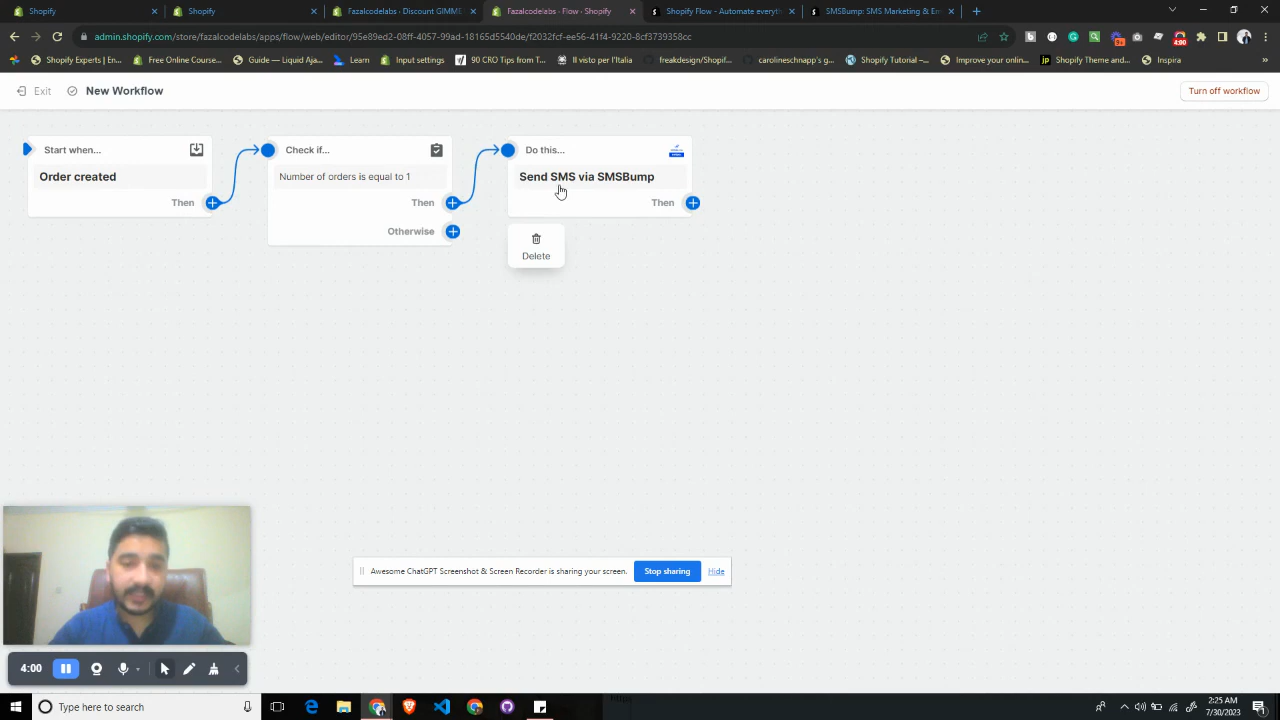 Shopify
Shopify
Fazalcodelabs · Discount GIMME
Fazalcodelabs · Flow · Shopify
Shopify Flow - Automate everyth
SMSBump: SMS Marketing & Em
admin.shopify.com/store/fazalcodelabs/apps/flow/web/editor/95e89ed2-08ff-4057-99ad-18165d5540de/f2032fcf-ee56-41f4-9220-8cf3739358cc
4:00
Shopify Experts | En...
Free Online Course...
Guide — Liquid Ajax...
Learn
Input settings
90 CRO Tips from T...
Il visto per l'Italia
freakdesign/Shopif...
carolineschnapp's g...
Shopify Tutorial –...
Improve your onlin...
jp
Shopify Theme and...
Inspira
»
Exit
New Workflow
Turn off workflow
Start when...
Order created
Then
Check if...
Number of orders is equal to 1
Then
Otherwise
Do this...
Send SMS via SMSBump
Then
Delete
Awesome ChatGPT Screenshot & Screen Recorder is sharing your screen.
Stop sharing
Hide
4:00
Type here to search
2:25 AM
7/30/2023